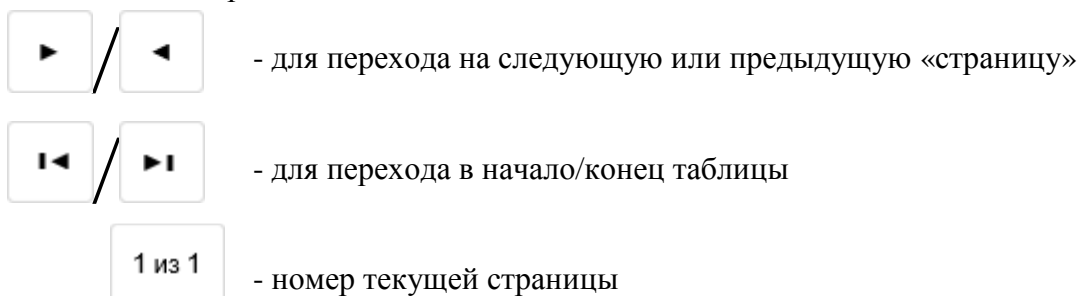 / - для перехода на следующую или предыдущую «страницу»
/ - для перехода в начало/конец таблицы
1 из 1 - номер текущей страницы